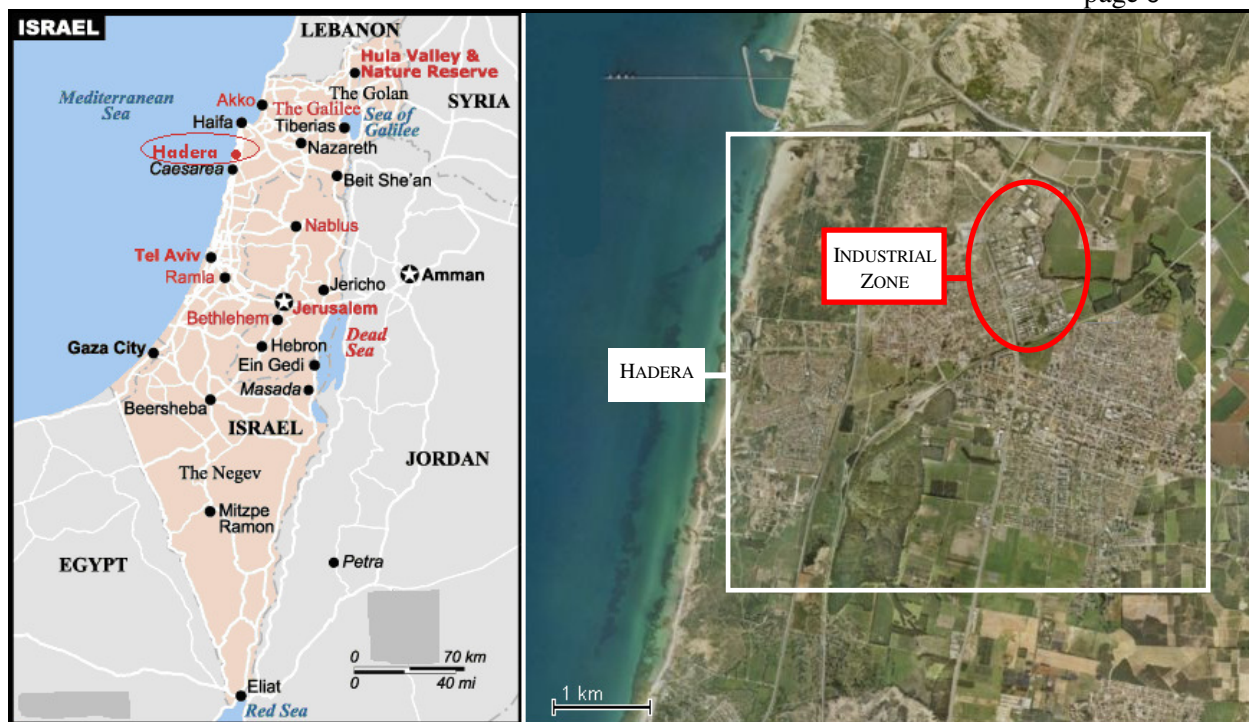 page 6
ISRAEL
LEBANON
Hula Valley &
Nature Reserve
Mediterranean
Sea
The Golan
SYRIA
Akko
The Galilee
Sea of
Galilee
Haifa
Tiberias
Hadera
Nazareth
Caesarea
Beit She'an
Nablus
Tel Aviv
Ramla
Amman
Jericho
Jerusalem
Bethlehem
Dead
Sea
Gaza City
Hebron
Ein Gedi
Masada
Beersheba
ISRAEL
JORDAN
The Negev
Mitzpe
Ramon
EGYPT
Petra
0 70 km
0 40 mi
Eliat
Red Sea
INDUSTRIAL
ZONE
HADERA
1 km